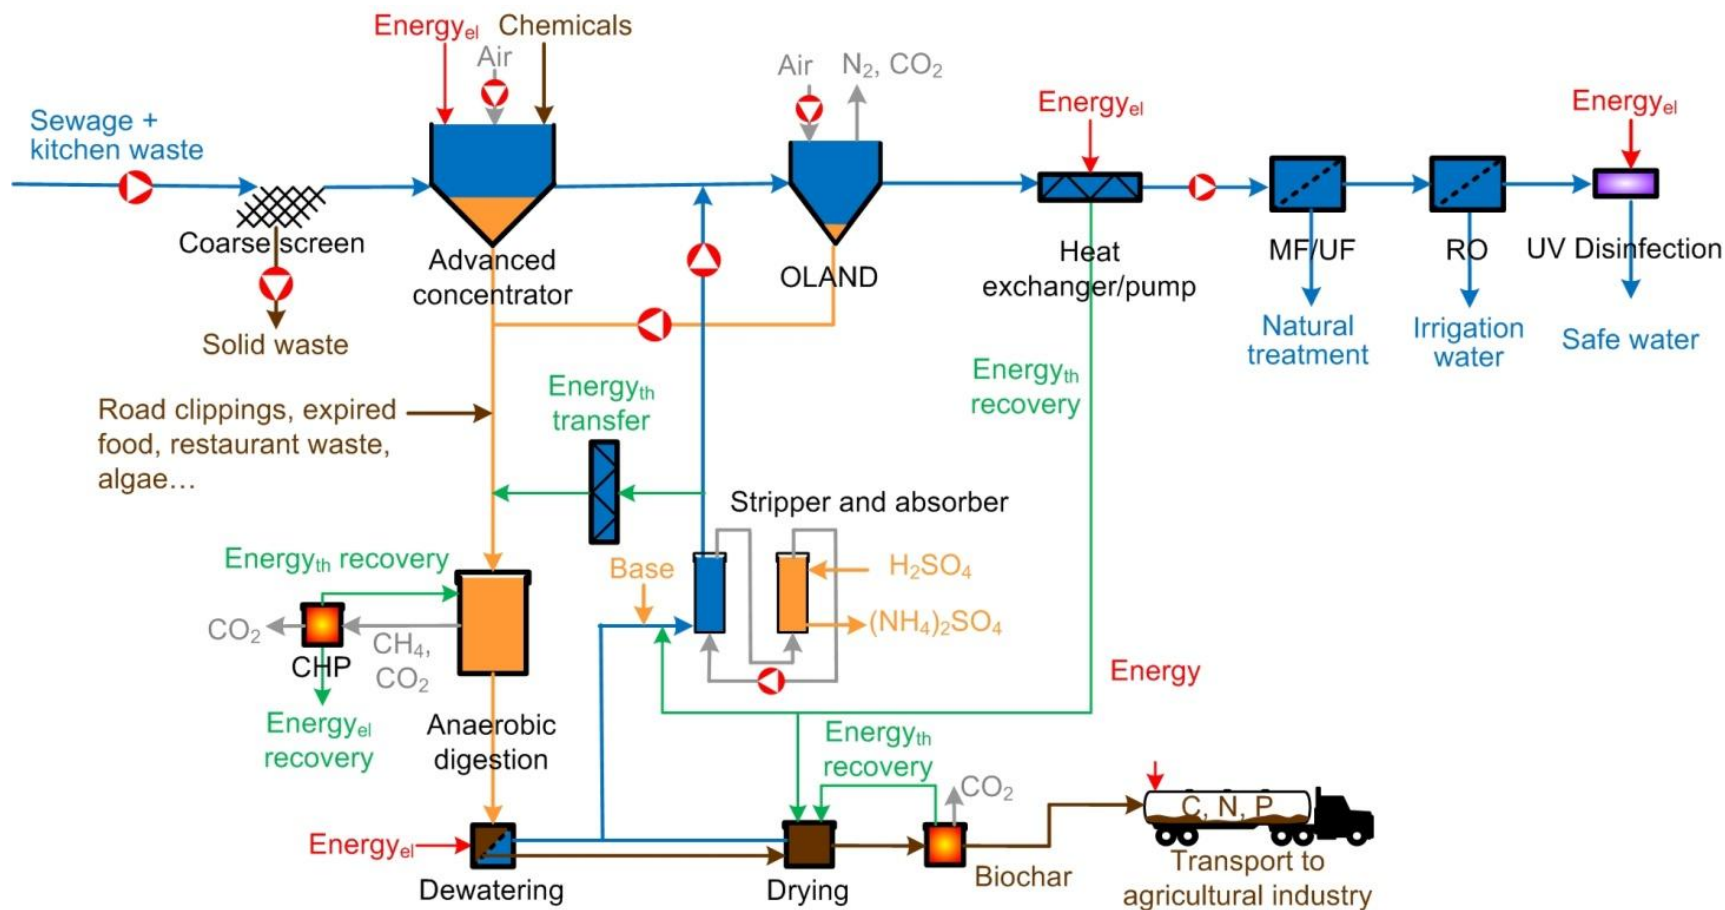 Energyel
Chemicals
Air
Air
N2, CO2
Energyel
Energyel
Sewage +
kitchen waste
Coarse screen
Advanced
concentrator
OLAND
Heat
exchanger/pump
MF/UF
RO
UV Disinfection
Solid waste
Natural
treatment
Irrigation
water
Safe water
Energyth
transfer
Energyth
recovery
Road clippings, expired
food, restaurant waste,
algae…
Stripper and absorber
Energyth recovery
Base
H2SO4
CO2
CH4,
CO2
(NH4)2SO4
CHP
Energy
Energyel
recovery
Anaerobic
digestion
Energyth
recovery
CO2
C, N, P
Energyel
Dewatering
Drying
Biochar
Transport to
agricultural industry